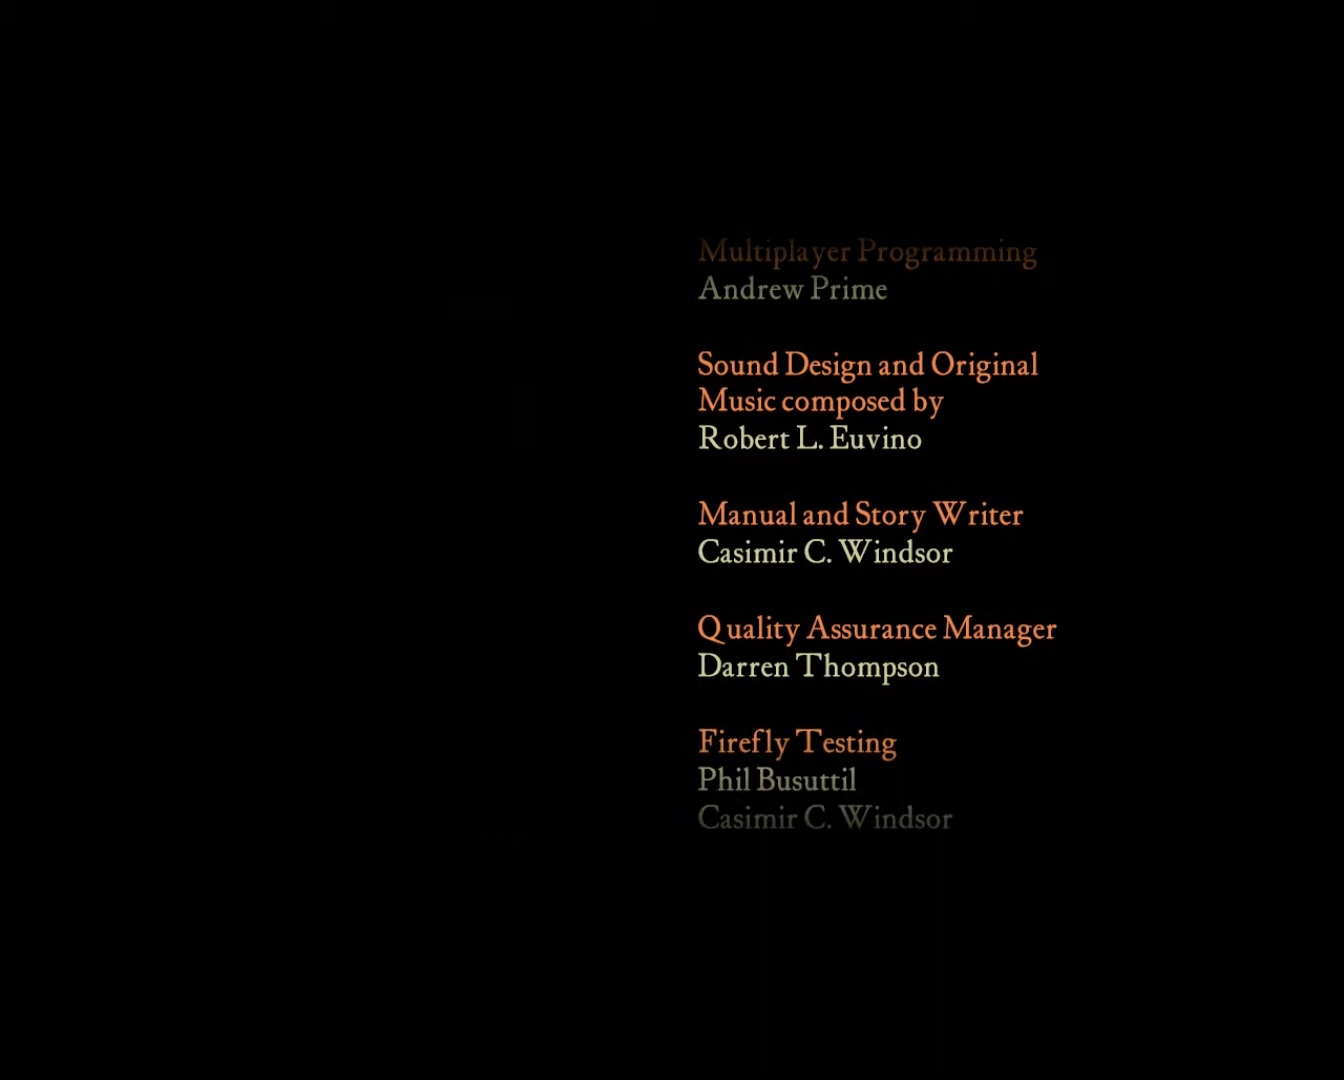 Multiplayer Programming
Andrew Prime
Sound Design and Original
Music composed by
Robert L. Euvino
Manual and Story Writer
Casimir C. Windsor
Quality Assurance Manager
Darren Thompson
Firefly Testing
Phil Busuttil
Casimir C. Windsor